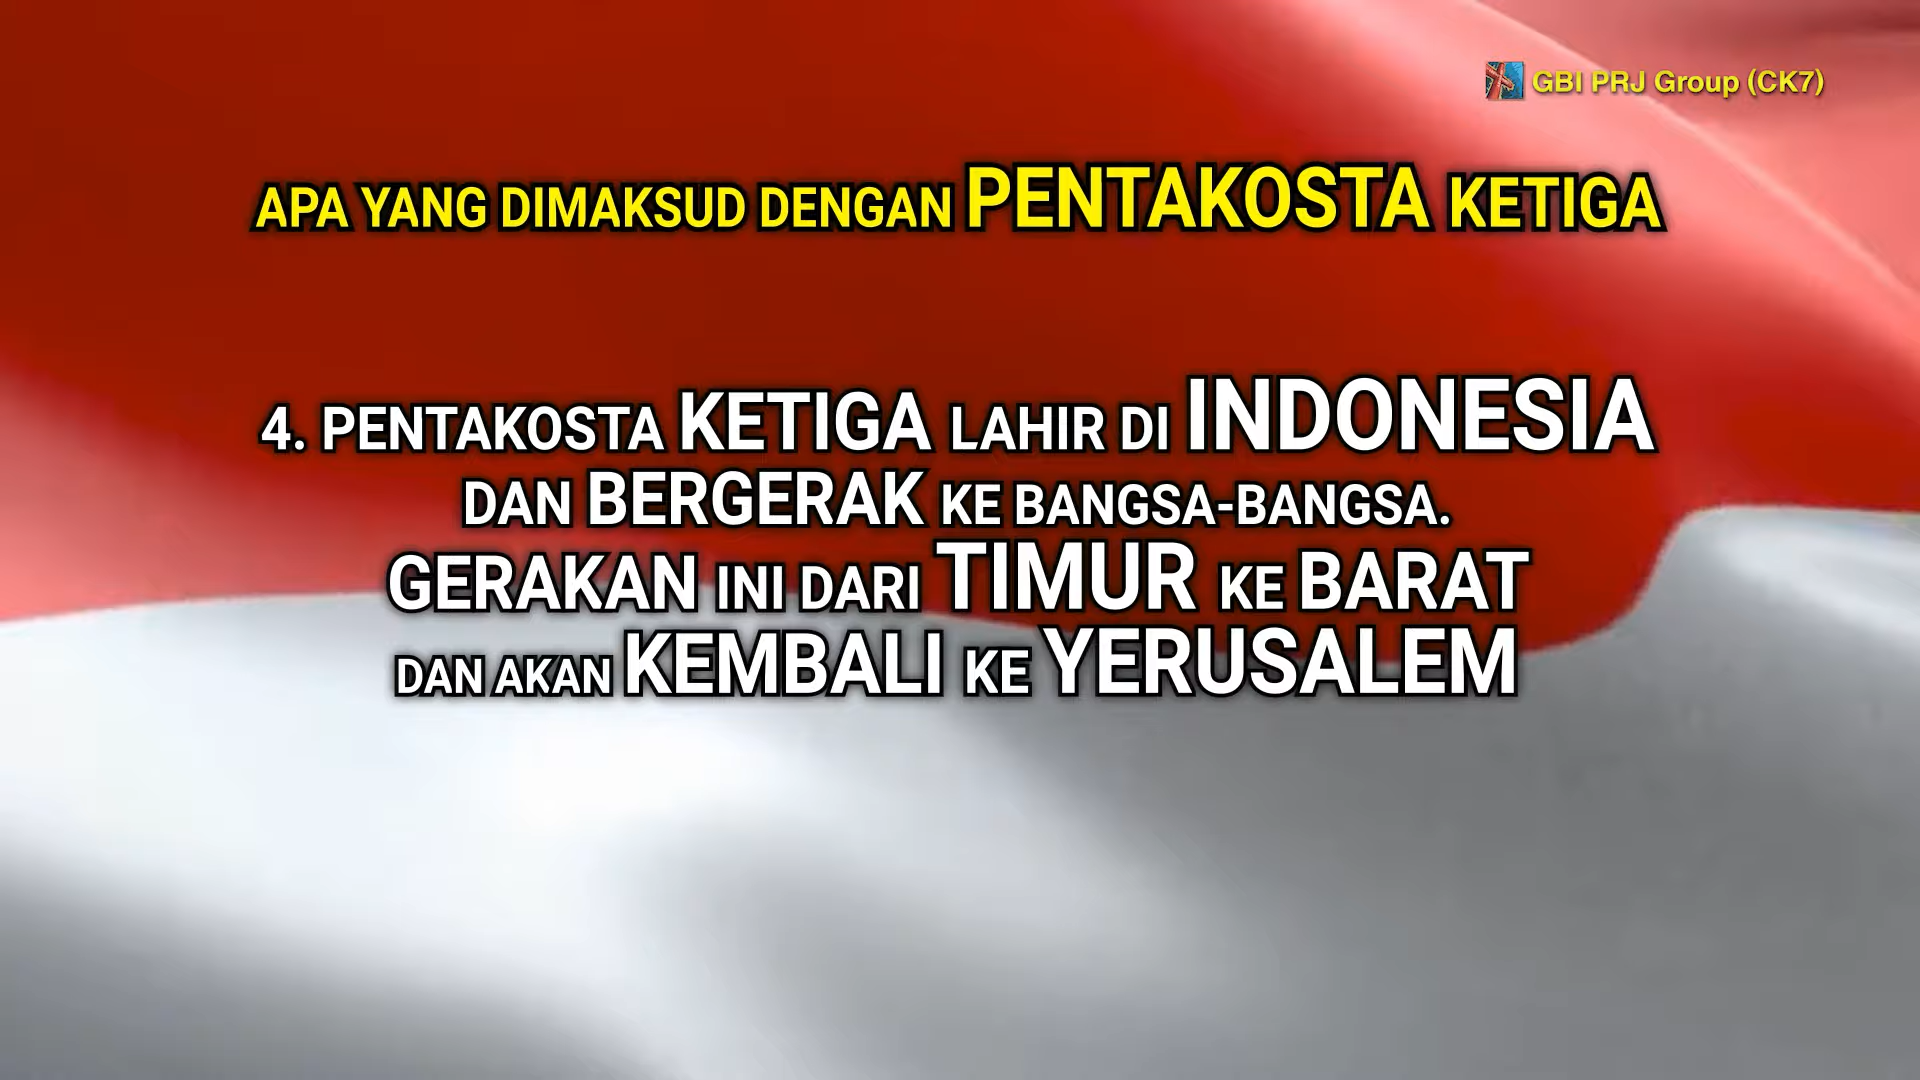 GBI PRJ Group (CK7)
APA YANG DIMAKSUD DENGAN PENTAKOSTA KETIGA
4. PENTAKOSTA KETIGA LAHIR DI INDONESIA
DAN BERGERAK KE BANGSA-BANGSA.
GERAKAN INI DARI TIMUR KE BARAT
DAN AKAN KEMBALI KE YERUSALEM